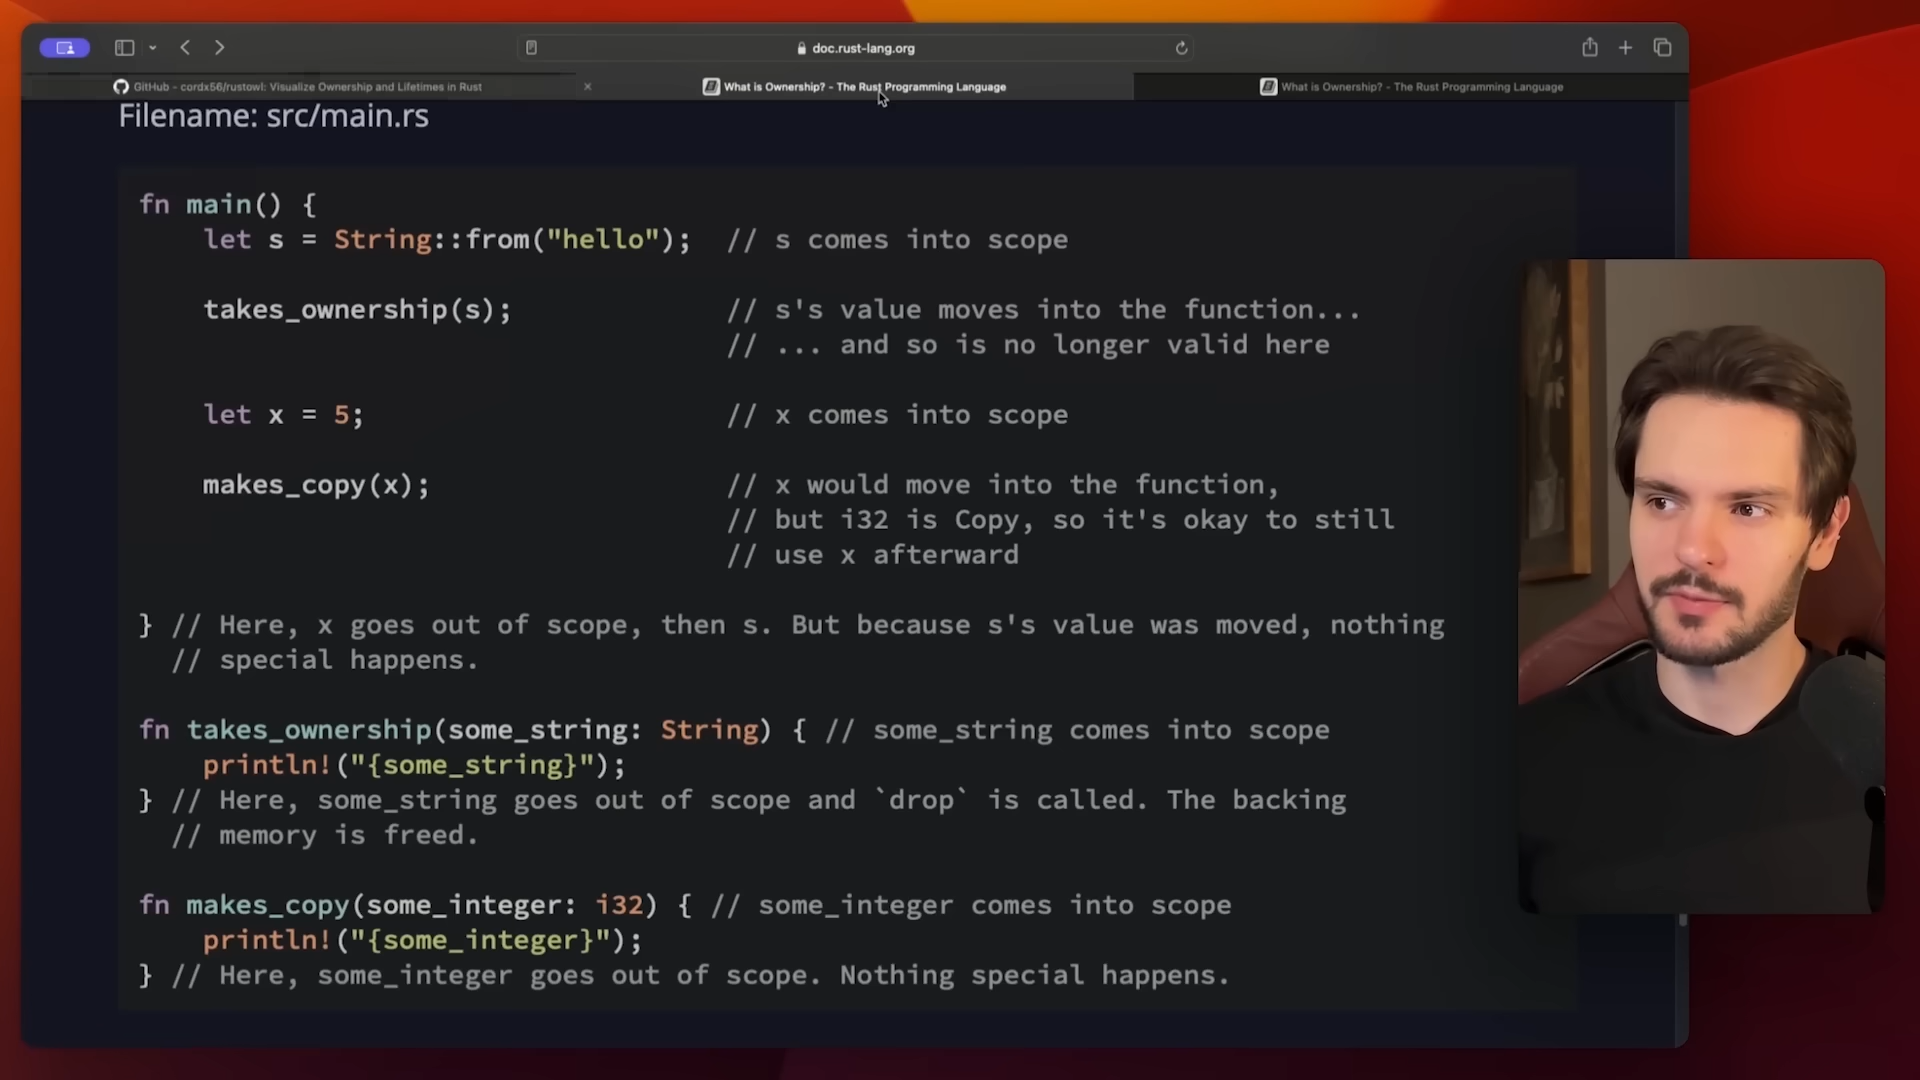 doc.rust-lang.org
GitHub - cordx56/rustowl: Visualize Ownership and Lifetimes in Rust
What is Ownership? - The Rust Programming Language
What is Ownership? - The Rust Programming Language
Filename: src/main.rs
fn main() {
    let s = String::from("hello");  // s comes into scope
    takes_ownership(s);             // s's value moves into the function...
                                    // ... and so is no longer valid here
    let x = 5;                      // x comes into scope
    makes_copy(x);                  // x would move into the function,
                                    // but i32 is Copy, so it's okay to still
                                    // use x afterward
} // Here, x goes out of scope, then s. But because s's value was moved, nothing
  // special happens.
fn takes_ownership(some_string: String) { // some_string comes into scope
    println!("{some_string}");
} // Here, some_string goes out of scope and `drop` is called. The backing
  // memory is freed.
fn makes_copy(some_integer: i32) { // some_integer comes into scope
    println!("{some_integer}");
} // Here, some_integer goes out of scope. Nothing special happens.